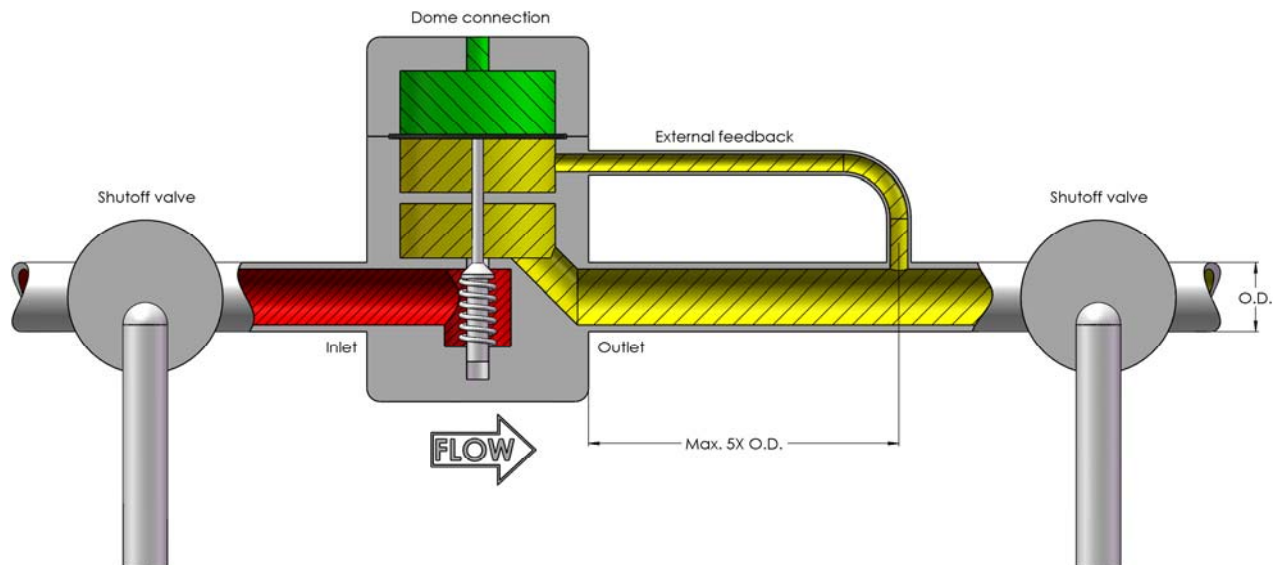 Dome connection
External feedback
Shutoff valve
Shutoff valve
O.D.
Inlet
Outlet
Max. 5X O.D.
FLOW